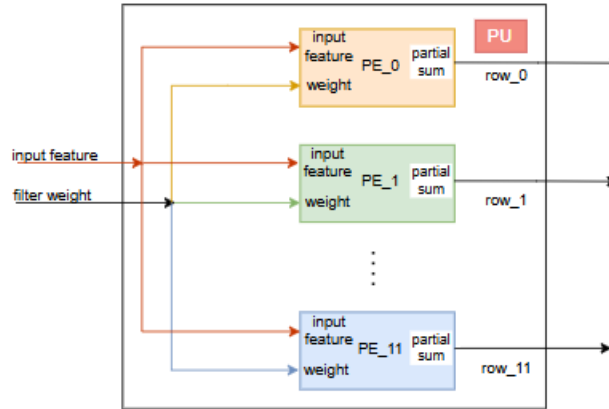 PU
input
feature
PE_0
partial
sum
weight
row_0
input feature
input
feature
PE_1
partial
sum
filter weight
weight
row_1
input
feature
PE_11
partial
sum
weight
row_11